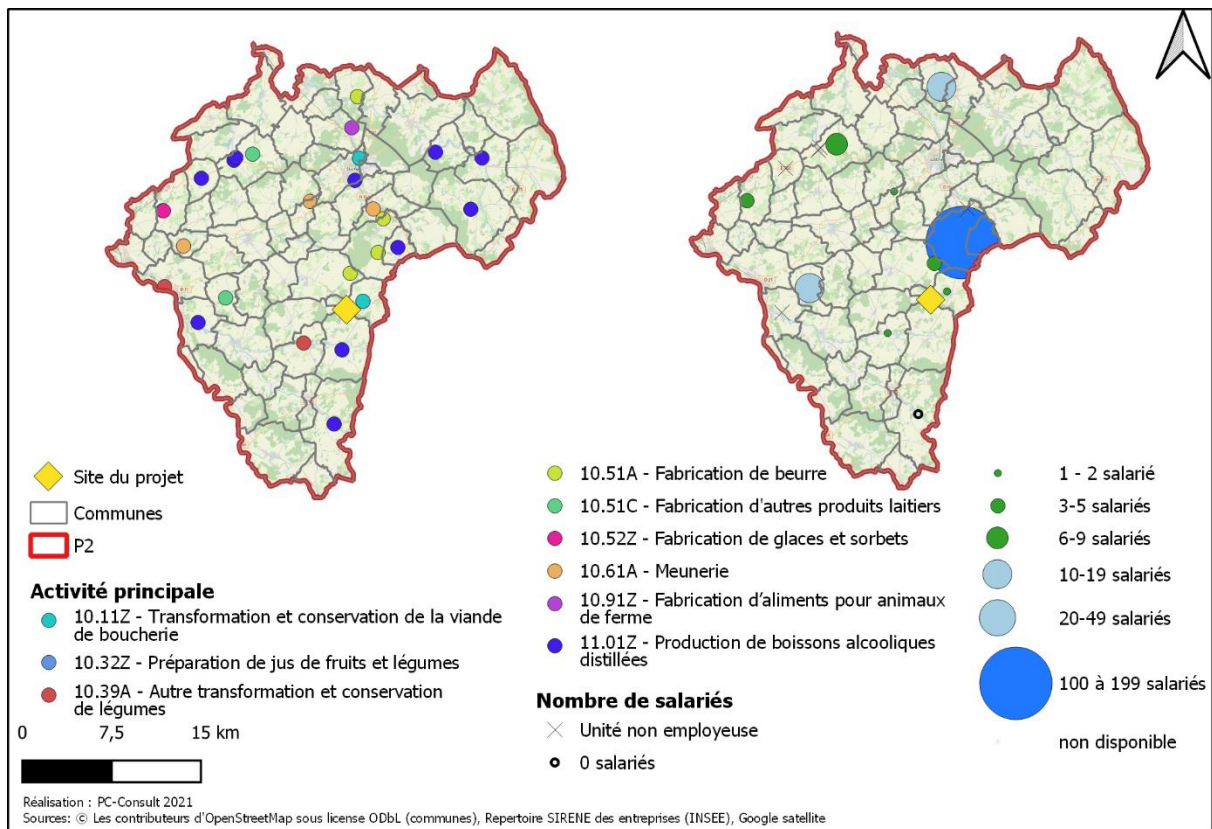 Site du projet
Communes
P2
Activité principale
10.11Z - Transformation et conservation de la viande
de boucherie
10.32Z - Préparation de jus de fruits et légumes
10.39A - Autre transformation et conservation
de légumes
0 7,5 15 km
10.51A - Fabrication de beurre
10.51C - Fabrication d'autres produits laitiers
10.52Z - Fabrication de glaces et sorbets
10.61A - Meunerie
10.91Z - Fabrication d’aliments pour animaux
de ferme
11.01Z - Production de boissons alcooliques
distillées
Nombre de salariés
Unité non employeuse
0 salariés
1 - 2 salarié
3-5 salariés
6-9 salariés
10-19 salariés
20-49 salariés
100 à 199 salariés
non disponible
Réalisation : PC-Consult 2021
Sources: © Les contributeurs d'OpenStreetMap sous license ODbL (communes), Repertoire SIRENE des entreprises (INSEE), Google satellite